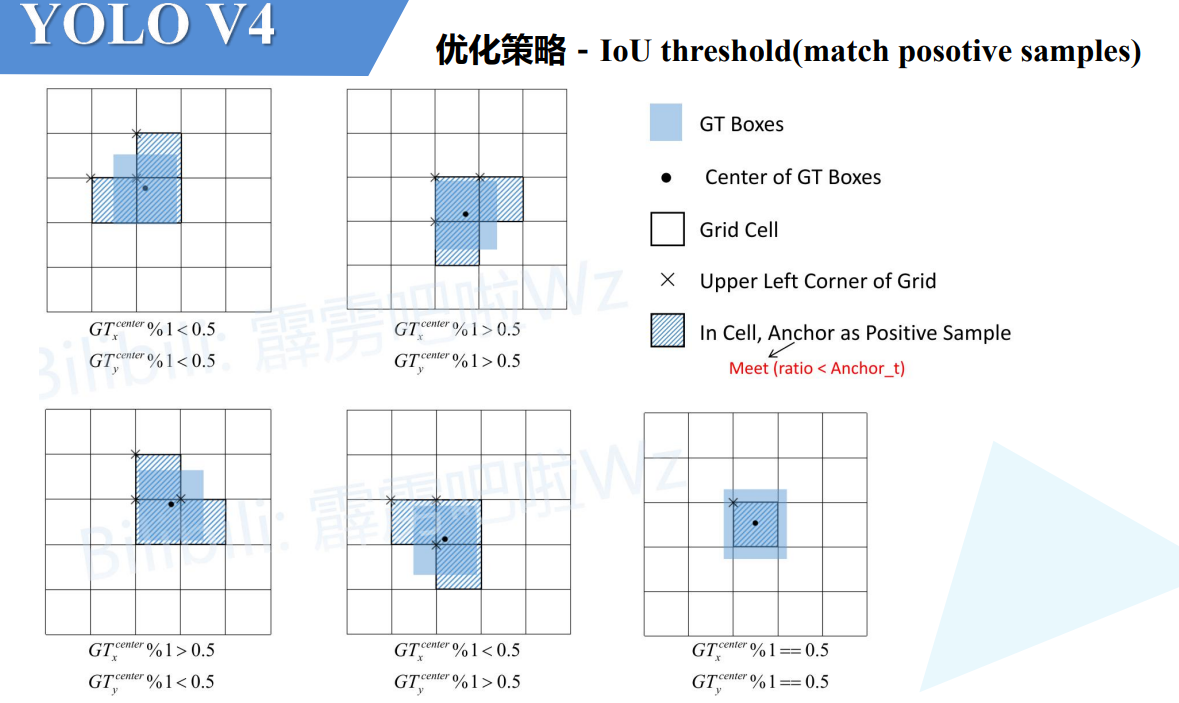 YOLO V4
优化策略 - IoU threshold(match posotive samples)
GT Boxes
Center of GT Boxes
Grid Cell
Upper Left Corner of Grid
In Cell, Anchor as Positive Sample
Meet (ratio < Anchor_t)
GT_x^{center} %1 < 0.5
GT_y^{center} %1 < 0.5
GT_x^{center} %1 > 0.5
GT_y^{center} %1 > 0.5
GT_x^{center} %1 > 0.5
GT_y^{center} %1 < 0.5
GT_x^{center} %1 < 0.5
GT_y^{center} %1 > 0.5
GT_x^{center} %1 == 0.5
GT_y^{center} %1 == 0.5
Bilibili: 霹雳吧啦Wz
Bilibili: 霹雳吧啦Wz